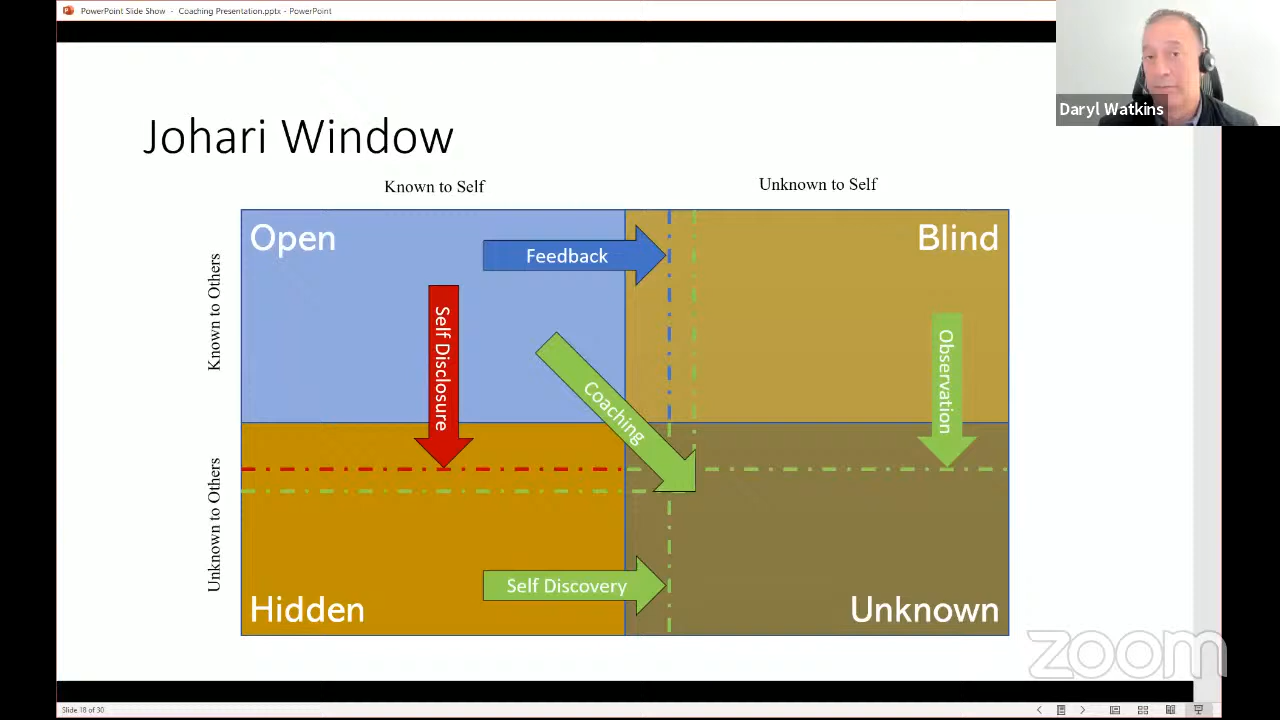 PowerPoint Slide Show - Coaching Presentation.pptx - PowerPoint
Daryl Watkins
Johari Window
Known to Self
Unknown to Self
Known to Others
Unknown to Others
Open
Blind
Feedback
Self Disclosure
Coaching
Observation
Self Discovery
Hidden
Unknown
zoom
Slide 18 of 30